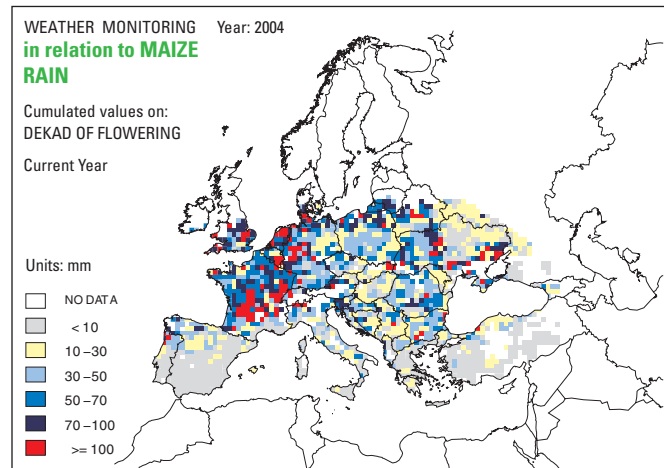 WEATHER MONITORING Year: 2004
in relation to MAIZE
RAIN
Cumulated values on:
DEKAD OF FLOWERING
Current Year
Units: mm
NO DATA
< 10
10 – 30
30 – 50
50 – 70
70 – 100
>= 100